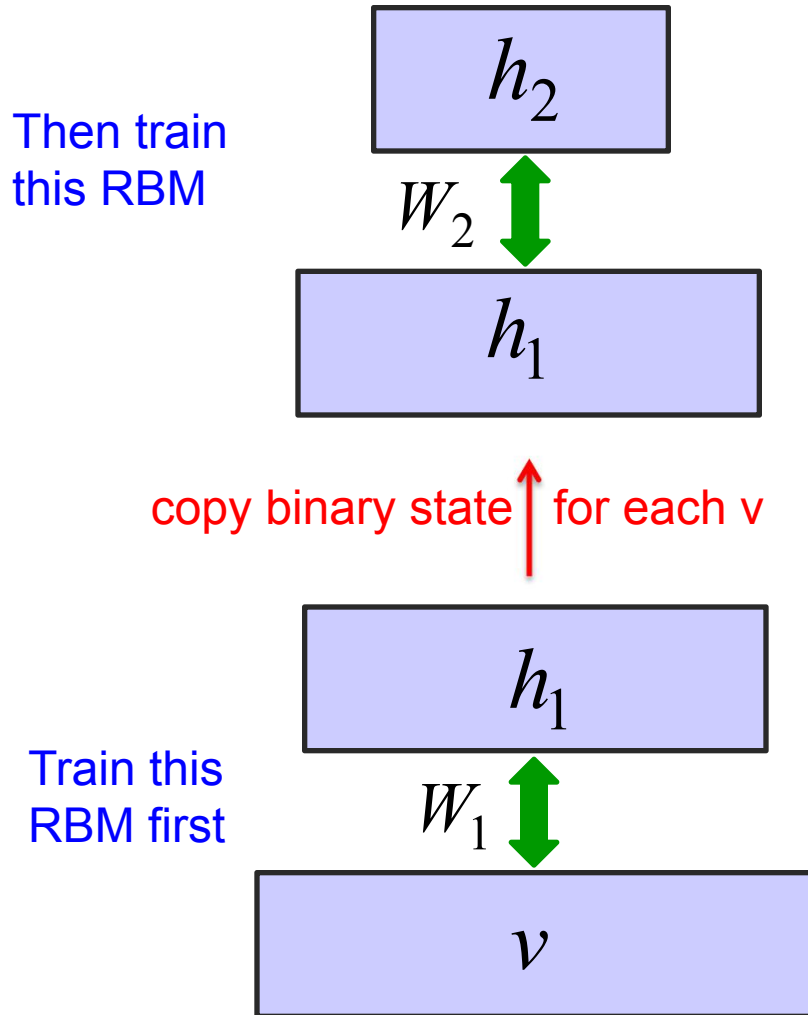 h₂
Then train
this RBM
W₂
h₁
copy binary state for each v
h₁
Train this
RBM first
W₁
v